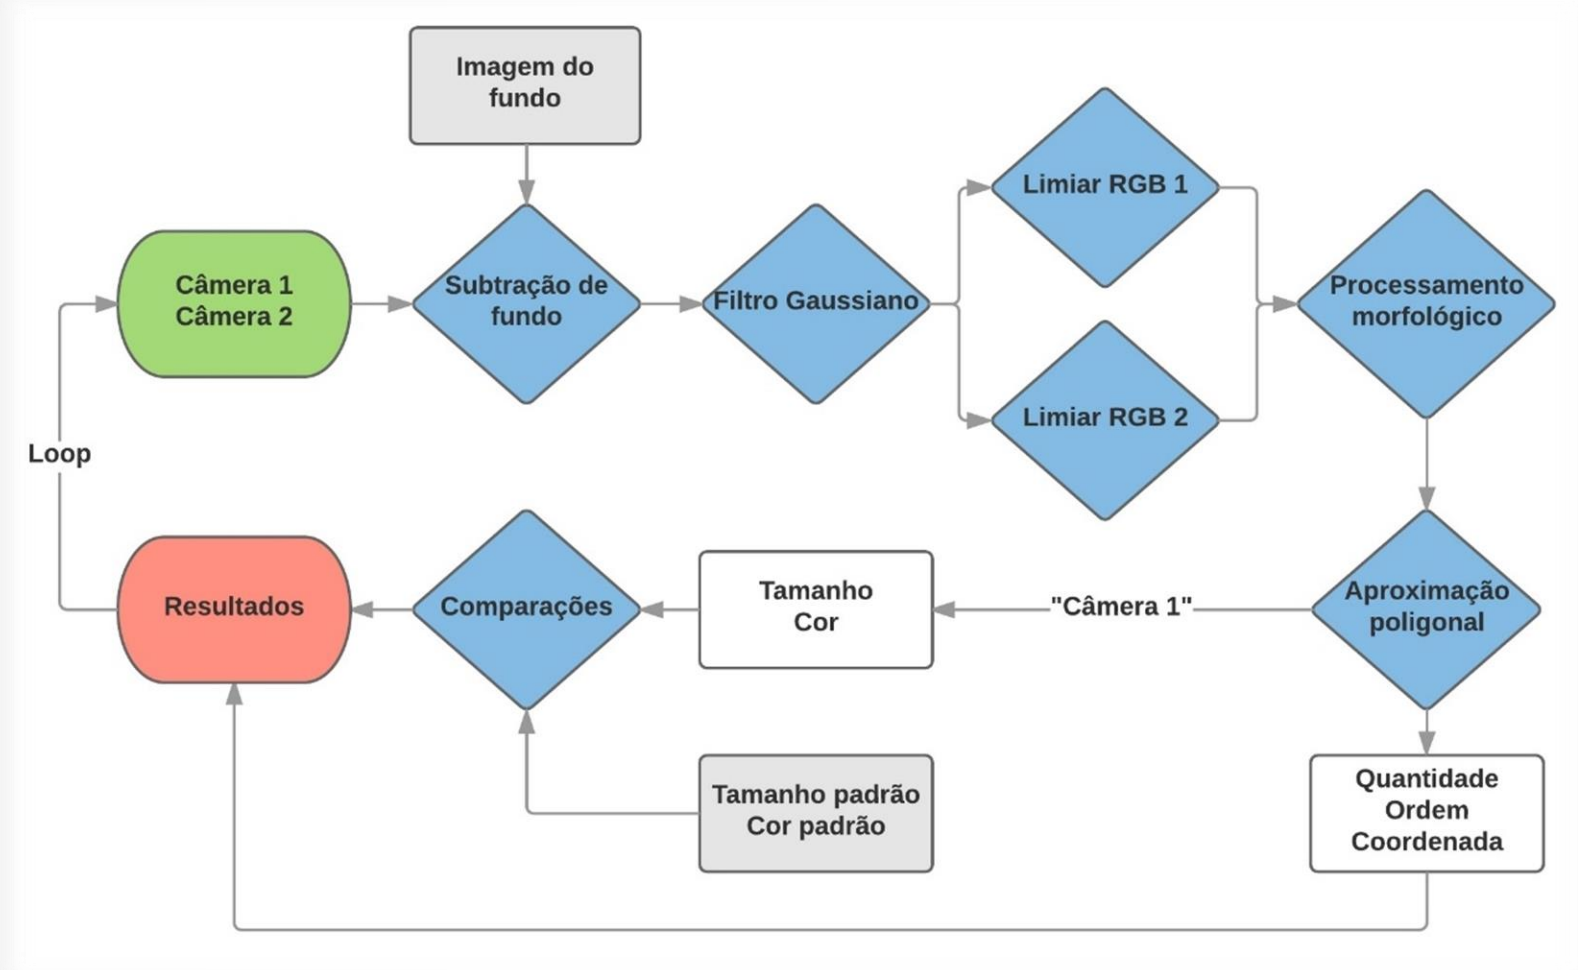 Imagem do
fundo
Câmera 1
Câmera 2
Subtração de
fundo
Filtro Gaussiano
Limiar RGB 1
Limiar RGB 2
Processamento
morfológico
Loop
Resultados
Comparações
Tamanho
Cor
"Câmera 1"
Aproximação
poligonal
Tamanho padrão
Cor padrão
Quantidade
Ordem
Coordenada